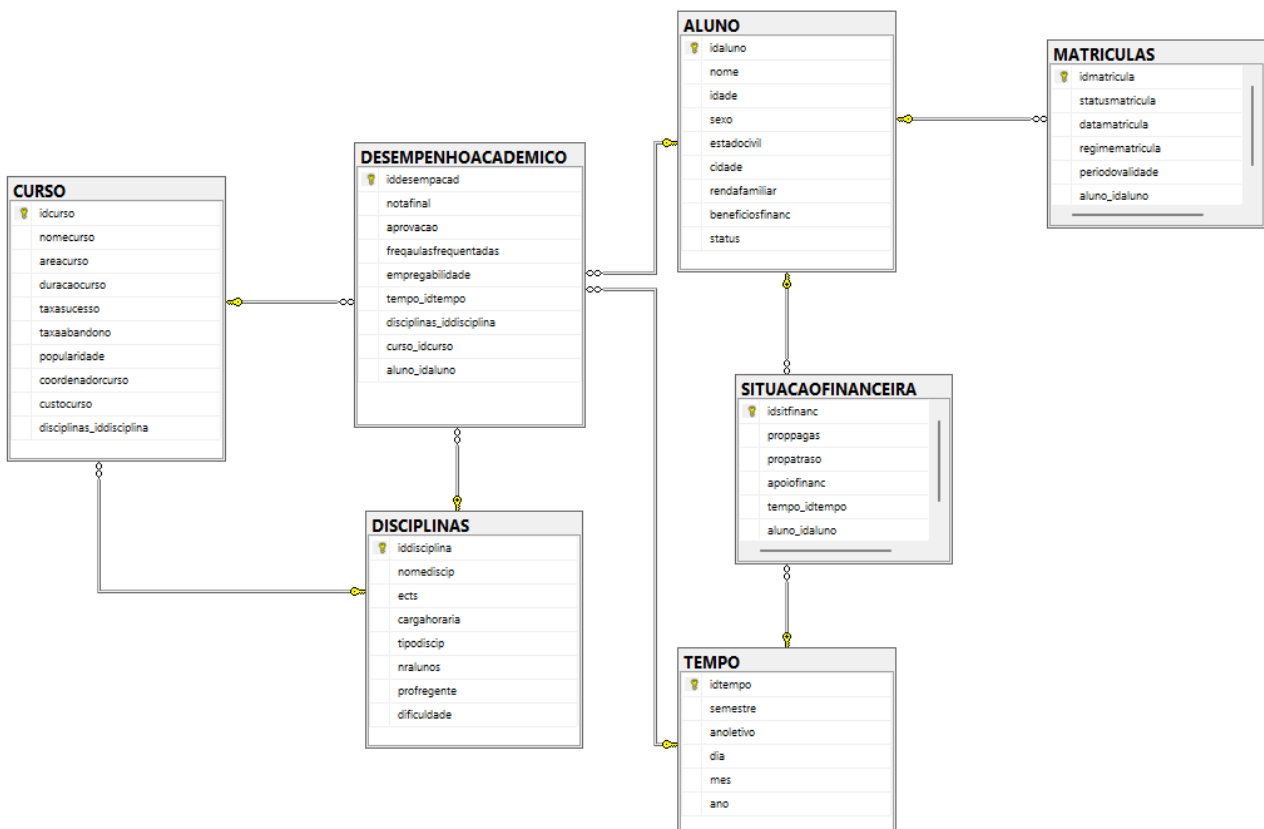 ALUNO
idaluno
nome
idade
sexo
estadocivil
cidade
rendafamiliar
beneficiosfinanc
status
MATRICULAS
idmatricula
statusmatricula
datamatricula
regimematricula
periodovalidade
aluno_idaluno
DESEMPENHOACADEMICO
iddesempacad
notafinal
aprovacao
freqaulasfrequentadas
empregabilidade
tempo_idtempo
disciplinas_iddisciplina
curso_idcurso
aluno_idaluno
CURSO
idcurso
nomecurso
areacurso
duracaocurso
taxasucesso
taxaabandono
popularidade
coordenadorcurso
custocurso
disciplinas_iddisciplina
SITUACAOFINANCEIRA
idsitfinanc
proppagas
propatraso
apoiofinanc
tempo_idtempo
aluno_idaluno
DISCIPLINAS
iddisciplina
nomediscip
ects
cargahoraria
tipodiscip
nralunos
profregente
dificuldade
TEMPO
idtempo
semestre
anoletivo
dia
mes
ano